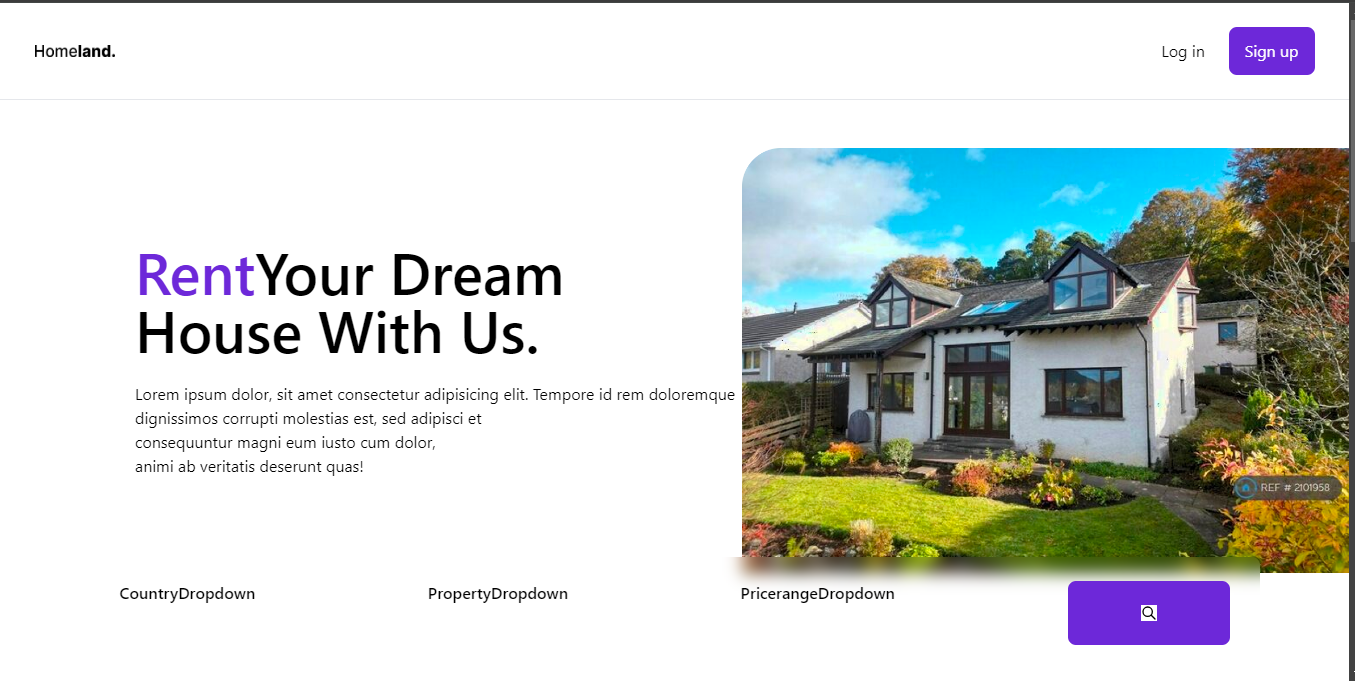 Homeland.
Log in
Sign up
RentYour Dream
House With Us.
Lorem ipsum dolor, sit amet consectetur adipisicing elit. Tempore id rem doloremque
dignissimos corrupti molestias est, sed adipisci et
consequuntur magni eum iusto cum dolor,
animi ab veritatis deserunt quas!
REF # 2101958
CountryDropdown
PropertyDropdown
PricerangeDropdown